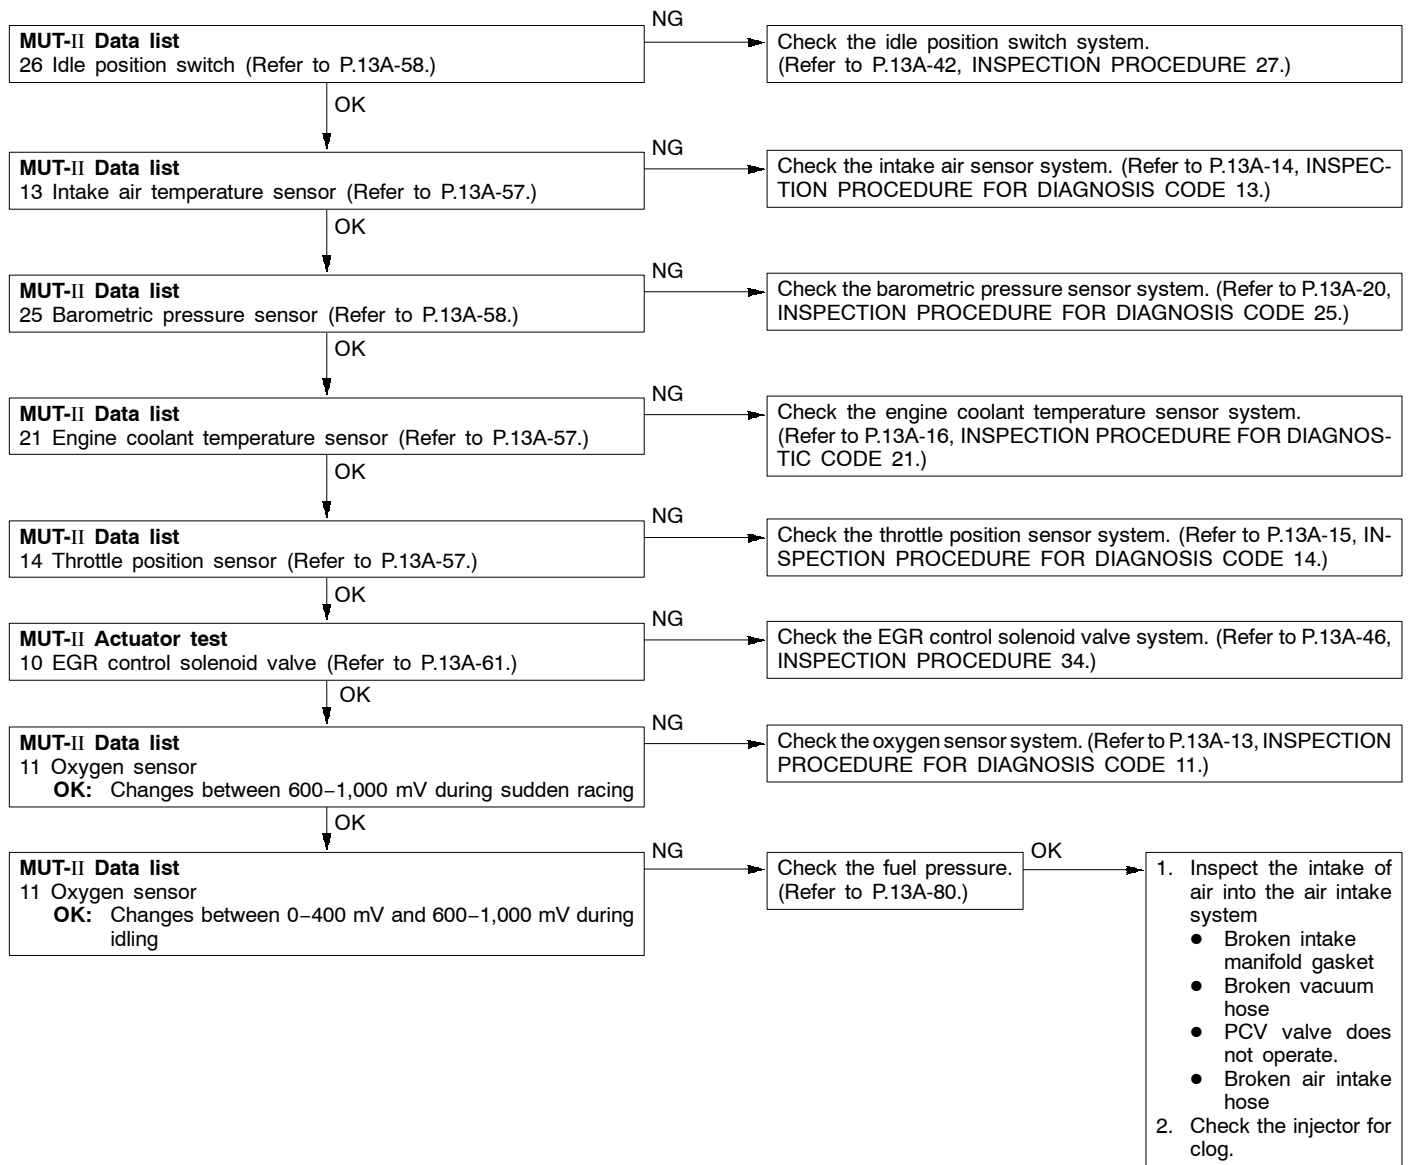 NG
MUT-II Data list
26 Idle position switch (Refer to P.13A-58.)
Check the idle position switch system.
(Refer to P.13A-42, INSPECTION PROCEDURE 27.)
OK
NG
MUT-II Data list
13 Intake air temperature sensor (Refer to P.13A-57.)
Check the intake air sensor system. (Refer to P.13A-14, INSPEC-
TION PROCEDURE FOR DIAGNOSIS CODE 13.)
OK
NG
MUT-II Data list
25 Barometric pressure sensor (Refer to P.13A-58.)
Check the barometric pressure sensor system. (Refer to P.13A-20,
INSPECTION PROCEDURE FOR DIAGNOSIS CODE 25.)
OK
NG
MUT-II Data list
21 Engine coolant temperature sensor (Refer to P.13A-57.)
Check the engine coolant temperature sensor system.
(Refer to P.13A-16, INSPECTION PROCEDURE FOR DIAGNOS-
TIC CODE 21.)
OK
NG
MUT-II Data list
14 Throttle position sensor (Refer to P.13A-57.)
Check the throttle position sensor system. (Refer to P.13A-15, IN-
SPECTION PROCEDURE FOR DIAGNOSIS CODE 14.)
OK
NG
MUT-II Actuator test
10 EGR control solenoid valve (Refer to P.13A-61.)
Check the EGR control solenoid valve system. (Refer to P.13A-46,
INSPECTION PROCEDURE 34.)
OK
NG
MUT-II Data list
11 Oxygen sensor
OK: Changes between 600–1,000 mV during sudden racing
Check the oxygen sensor system. (Refer to P.13A-13, INSPECTION
PROCEDURE FOR DIAGNOSIS CODE 11.)
OK
NG
MUT-II Data list
11 Oxygen sensor
OK: Changes between 0–400 mV and 600–1,000 mV during
idling
Check the fuel pressure.
(Refer to P.13A-80.)
OK
1. Inspect the intake of
air into the air intake
system
● Broken intake
manifold gasket
● Broken vacuum
hose
● PCV valve does
not operate.
● Broken air intake
hose
2. Check the injector for
clog.